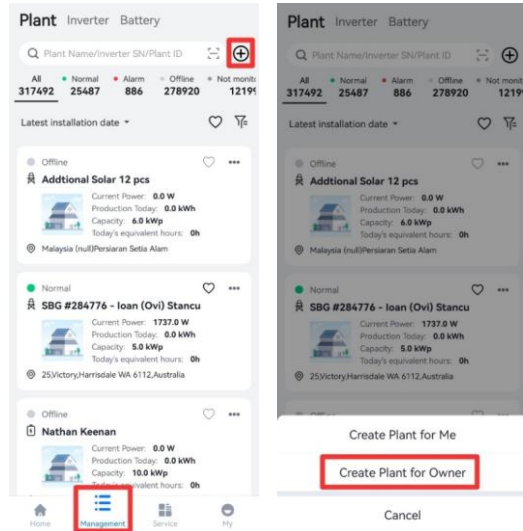 Plant Inverter Battery
Plant Name/Inverter SN/Plant ID
All Normal Alarm Offline Not monito
317492 25487 886 278920 12199
Latest installation date
Offline
Addtional Solar 12 pcs
Current Power: 0.0 W
Production Today: 0.0 kWh
Capacity: 6.0 kWp
Today's equivalent hours: 0h
Malaysia (null)Persiaran Setia Alam
Normal
SBG #284776 - Ioan (Ovi) Stancu
Current Power: 1737.0 W
Production Today: 0.0 kWh
Capacity: 5.0 kWp
Today's equivalent hours: 0h
25,Victory,Harrisdale WA 6112,Australia
Offline
Nathan Keenan
Current Power: 0.0 W
Production Today: 0.0 kWh
Capacity: 10.0 kWp
Today's equivalent hours: 0h
Home Management Service My
Plant Inverter Battery
Plant Name/Inverter SN/Plant ID
All Normal Alarm Offline Not monit
317492 25487 886 278920 1219
Latest installation date
Offline
Addtional Solar 12 pcs
Current Power: 0.0 W
Production Today: 0.0 kWh
Capacity: 6.0 kWp
Today's equivalent hours: 0h
Malaysia (null)Persiaran Setia Alam
Normal
SBG #284776 - Ioan (Ovi) Stancu
Current Power: 1737.0 W
Production Today: 0.0 kWh
Capacity: 5.0 kWp
Today's equivalent hours: 0h
25,Victory,Harrisdale WA 6112,Australia
Create Plant for Me
Create Plant for Owner
Cancel